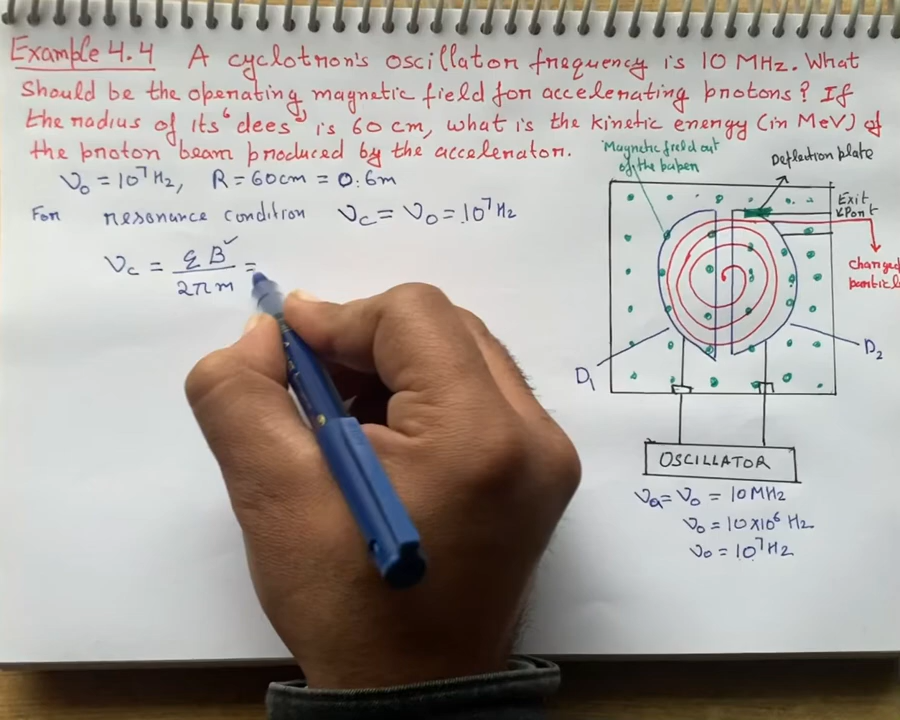 Example 4.4 A cyclotron's oscillator frequency is 10 MHz. What
should be the operating magnetic field for accelerating protons? If
the radius of its "dees" is 60 cm, what is the kinetic energy (in MeV) of
the proton beam produced by the accelerator.
ν₀ = 10⁷ Hz, R = 60cm = 0.6m
For resonance condition ν_c = ν₀ = 10⁷ Hz
ν_c = qB / 2πm =
Magnetic field out
of the paper
Deflection plate
Exit
Port
Charged
particle
D₁
D₂
OSCILLATOR
ν_a = ν₀ = 10 MHz
ν₀ = 10×10⁶ Hz
ν₀ = 10⁷ Hz